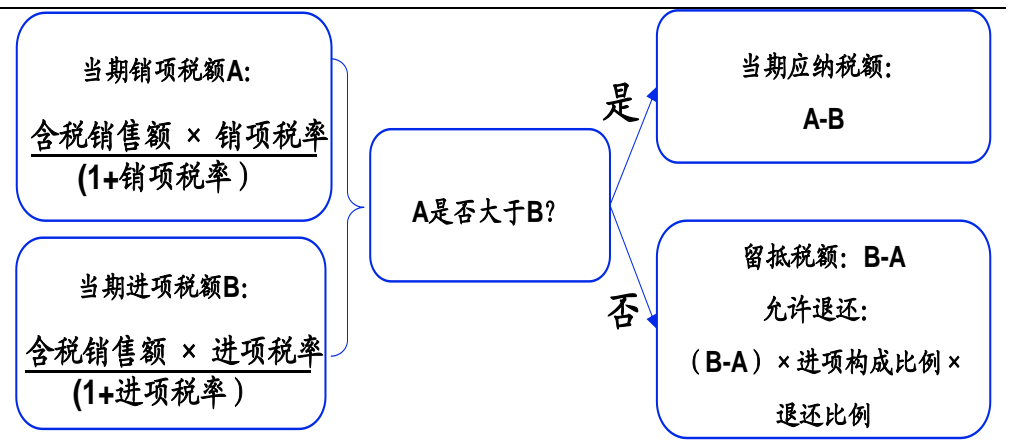 当期销项税额A:
含税销售额 × 销项税率
(1+销项税率）
当期进项税额B:
含税销售额 × 进项税率
(1+进项税率）
A是否大于B？
是
否
当期应纳税额：
A-B
留抵税额：B-A
允许退还：
（B-A）×进项构成比例×
退还比例